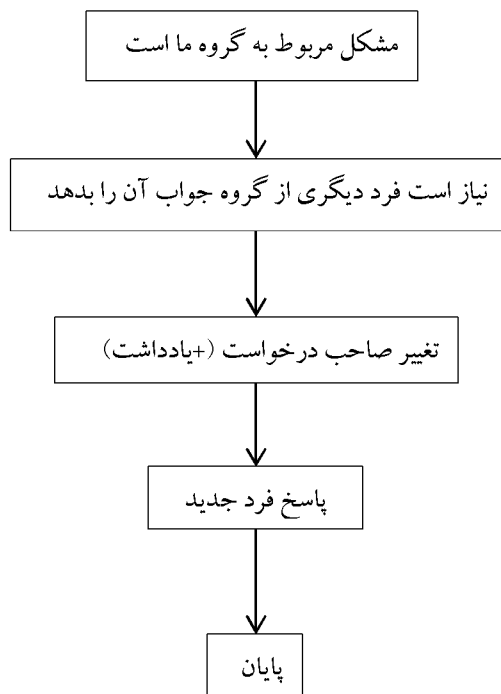 مشکل مربوط به گروه ما است
نیاز است فرد دیگری از گروه جواب آن را بدهد
تغییر صاحب درخواست (+یادداشت)
پاسخ فرد جدید
پایان